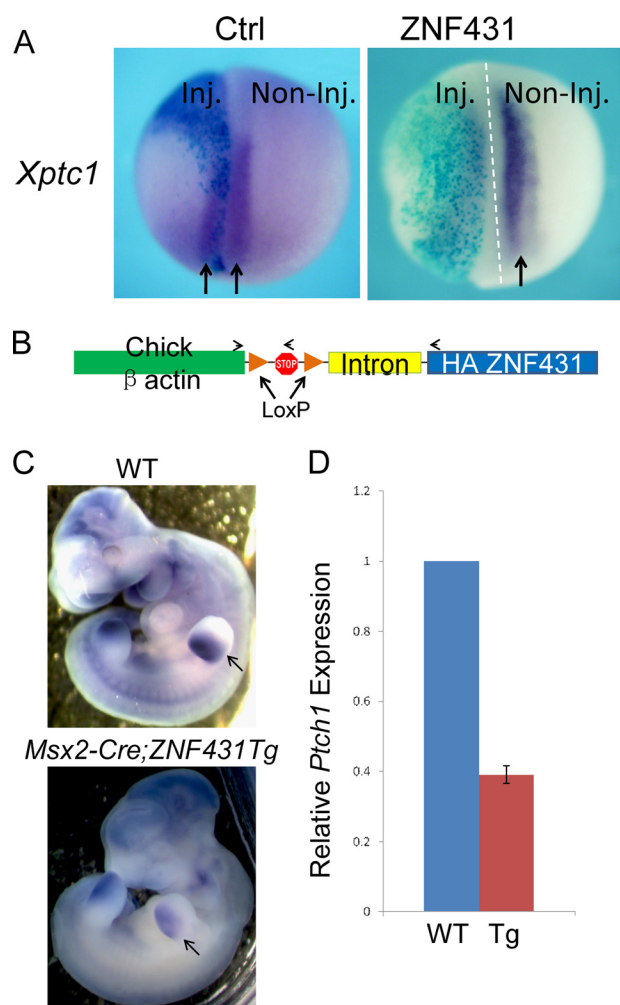 A
Ctrl
ZNF431
Inj.
Non-Inj.
Inj.
Non-Inj.
Xptc1
B
Chick
β actin
STOP
Intron
HA ZNF431
LoxP
C
WT
Msx2-Cre;ZNF431Tg
D
Relative Ptch1 Expression
1.2
1
0.8
0.6
0.4
0.2
0
WT
Tg